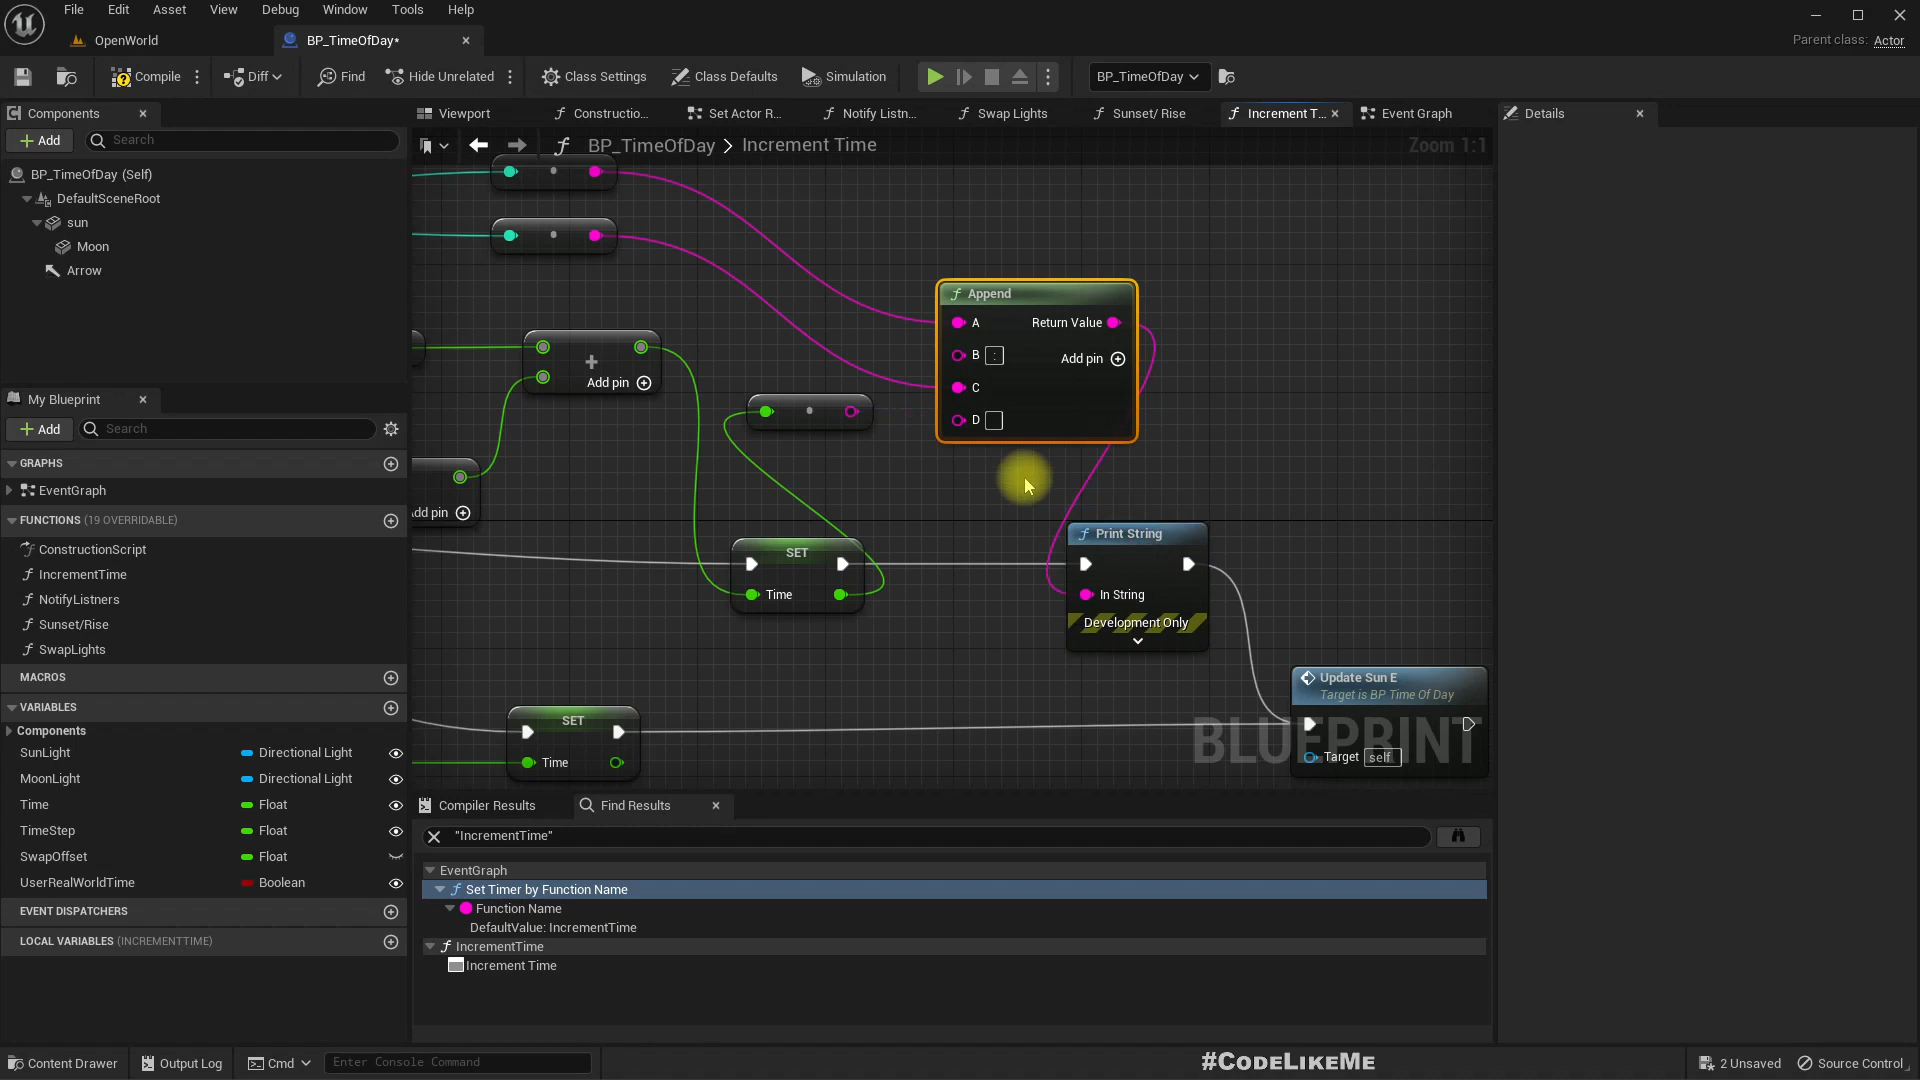 File Edit Asset View Debug Window Tools Help
OpenWorld
BP_TimeOfDay*
Parent class: Actor
Compile
Diff
Find
Hide Unrelated
Class Settings
Class Defaults
Simulation
BP_TimeOfDay
Components
Add
Search
BP_TimeOfDay (Self)
DefaultSceneRoot
sun
Moon
Arrow
My Blueprint
Add
Search
GRAPHS
EventGraph
FUNCTIONS (19 OVERRIDABLE)
ConstructionScript
IncrementTime
NotifyListners
Sunset/Rise
SwapLights
MACROS
VARIABLES
Components
SunLight Directional Light
MoonLight Directional Light
Time Float
TimeStep Float
SwapOffset Float
UserRealWorldTime Boolean
EVENT DISPATCHERS
LOCAL VARIABLES (INCREMENTTIME)
Viewport
Constructio...
Set Actor R...
Notify Listn...
Swap Lights
Sunset/ Rise
Increment T...
Event Graph
BP_TimeOfDay > Increment Time
Zoom 1:1
Append
A Return Value
B : Add pin
C
D
Add pin
dd pin
SET
Time
Print String
In String
Development Only
SET
Time
Update Sun E
Target is BP Time Of Day
Target self
BLUEPRINT
Compiler Results
Find Results
"IncrementTime"
EventGraph
Set Timer by Function Name
Function Name
DefaultValue: IncrementTime
IncrementTime
Increment Time
Details
Content Drawer
Output Log
Cmd
Enter Console Command
#CODELIKEME
2 Unsaved
Source Control